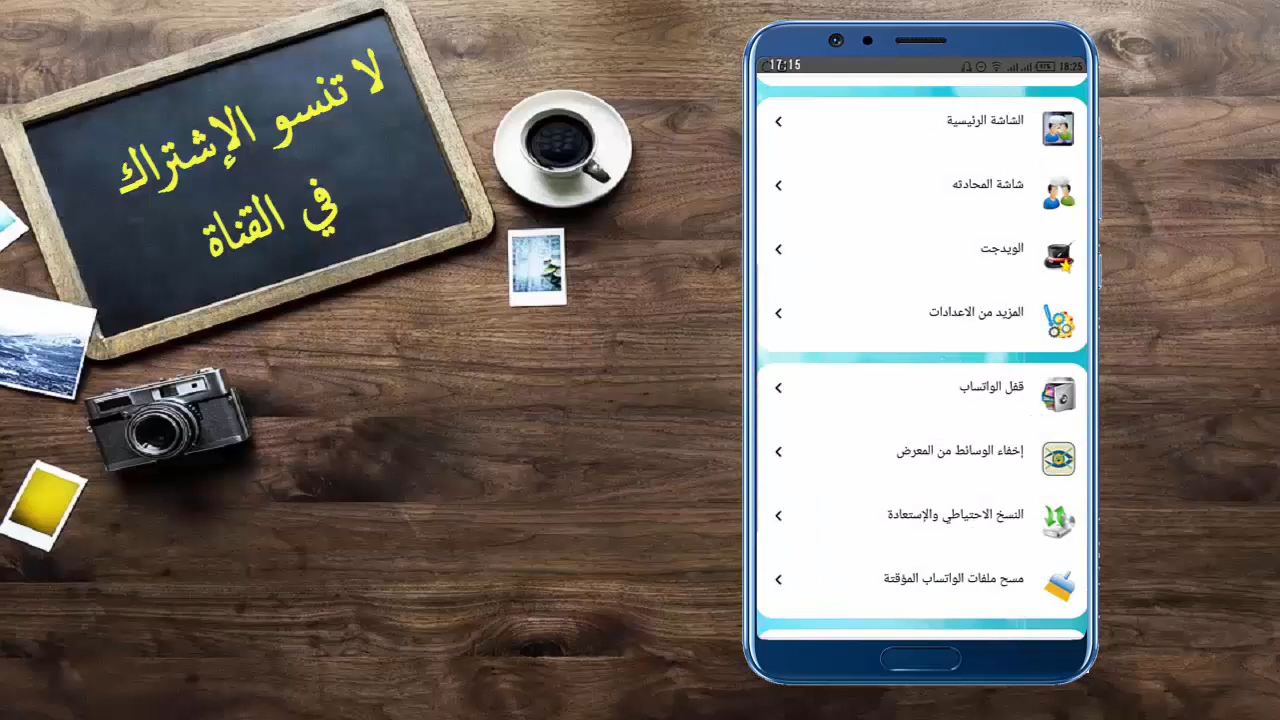 لا تنسو الإشتراك
في القناة
17:15
18:25
الشاشة الرئيسية
شاشة المحادثه
الويدجت
المزيد من الاعدادات
قفل الواتساب
إخفاء الوسائط من المعرض
النسخ الاحتياطي والإستعادة
مسح ملفات الواتساب المؤقتة